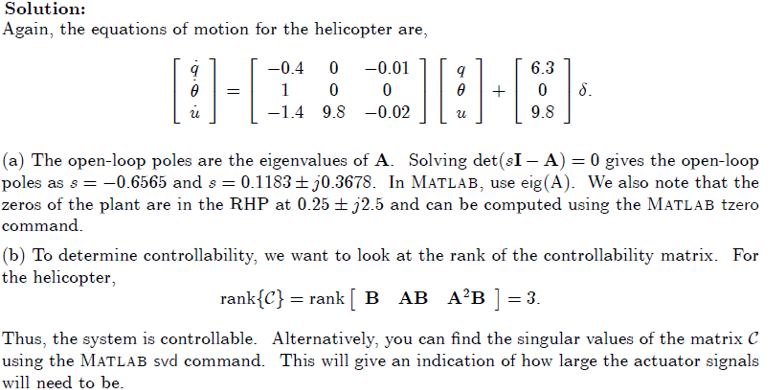 Solution:
Again, the equations of motion for the helicopter are,
[ q̇ ; θ̇ ; u̇ ] = [ −0.4 0 −0.01 ; 1 0 0 ; −1.4 9.8 −0.02 ] [ q ; θ ; u ] + [ 6.3 ; 0 ; 9.8 ] δ.
(a) The open-loop poles are the eigenvalues of A. Solving det(sI − A) = 0 gives the open-loop
poles as s = −0.6565 and s = 0.1183 ± j0.3678. In MATLAB, use eig(A). We also note that the
zeros of the plant are in the RHP at 0.25 ± j2.5 and can be computed using the MATLAB tzero
command.
(b) To determine controllability, we want to look at the rank of the controllability matrix. For
the helicopter,
rank{𝒞} = rank [ B AB A²B ] = 3.
Thus, the system is controllable. Alternatively, you can find the singular values of the matrix 𝒞
using the MATLAB svd command. This will give an indication of how large the actuator signals
will need to be.